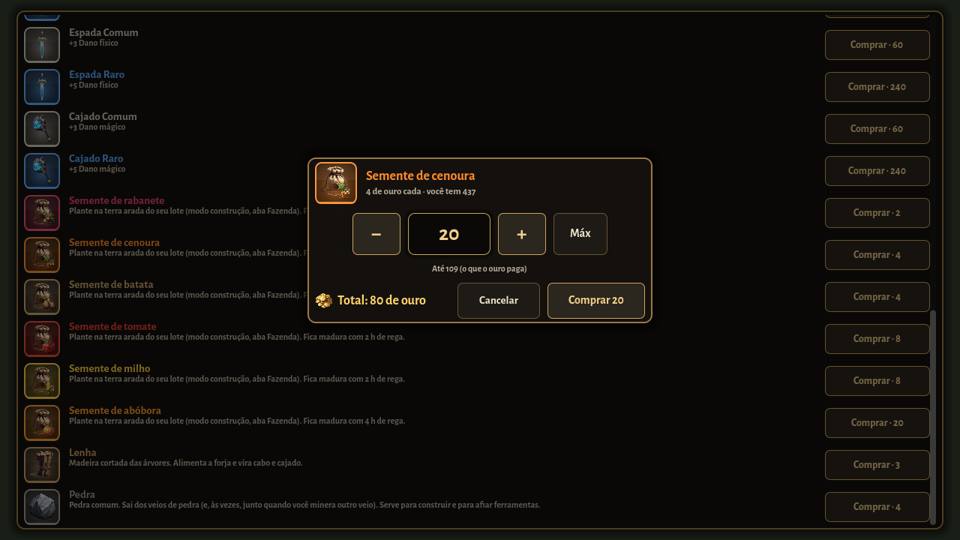 Espada Comum
+3 Dano físico
Comprar · 60
Espada Raro
+5 Dano físico
Comprar · 240
Cajado Comum
+3 Dano mágico
Comprar · 60
Cajado Raro
+5 Dano mágico
Comprar · 240
Semente de rabanete
Plante na terra arada do seu lote (modo construção, aba Fazenda).
Comprar · 2
Semente de cenoura
Plante na terra arada do seu lote (modo construção, aba Fazenda).
Comprar · 4
Semente de batata
Plante na terra arada do seu lote (modo construção, aba Fazenda).
Comprar · 4
Semente de tomate
Plante na terra arada do seu lote (modo construção, aba Fazenda). Fica madura com 2 h de rega.
Comprar · 8
Semente de milho
Plante na terra arada do seu lote (modo construção, aba Fazenda). Fica madura com 2 h de rega.
Comprar · 8
Semente de abóbora
Plante na terra arada do seu lote (modo construção, aba Fazenda). Fica madura com 4 h de rega.
Comprar · 20
Lenha
Madeira cortada das árvores. Alimenta a forja e vira cabo e cajado.
Comprar · 3
Pedra
Pedra comum. Sai dos veios de pedra (e, às vezes, junto quando você minera outro veio). Serve para construir e para afiar ferramentas.
Comprar · 4
Semente de cenoura
4 de ouro cada · você tem 437
− 20 + Máx
Até 109 (o que o ouro paga)
Total: 80 de ouro
Cancelar
Comprar 20